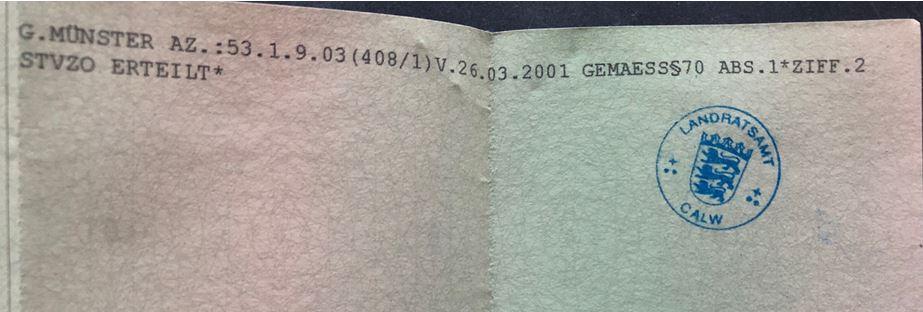 G.MÜNSTER AZ.:53.1.9.03(408/1)V.26.03.2001 GEMAESS§70 ABS.1*ZIFF.2
STVZO ERTEILT*
LANDRATSAMT
CALW